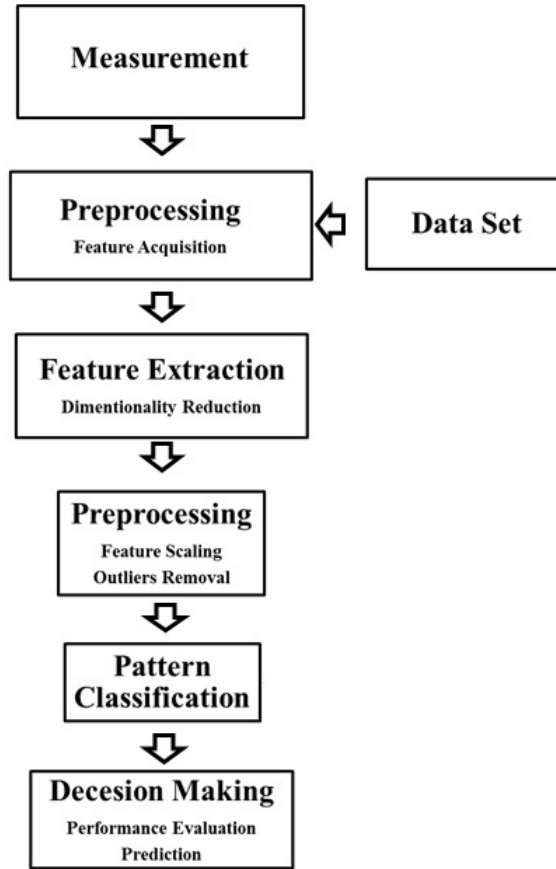 Measurement
Preprocessing
Feature Acquisition
Data Set
Feature Extraction
Dimentionality Reduction
Preprocessing
Feature Scaling
Outliers Removal
Pattern
Classification
Decesion Making
Performance Evaluation
Prediction